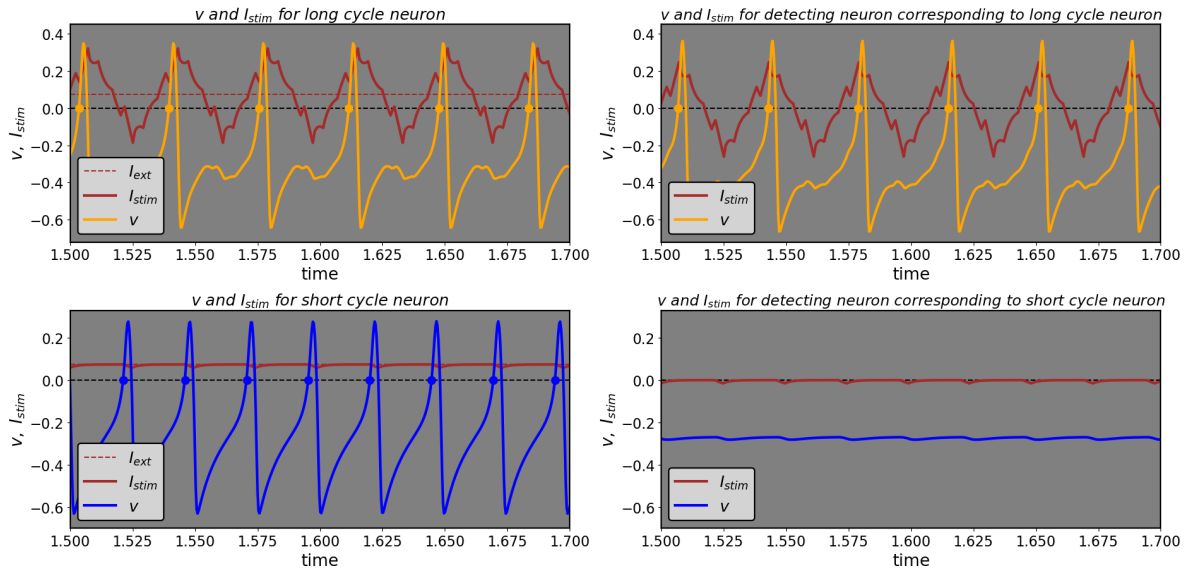 v and I_stim for long cycle neuron
0.4
0.2
0.0
−0.2
−0.4
−0.6
v, I_stim
I_ext
I_stim
v
1.500 1.525 1.550 1.575 1.600 1.625 1.650 1.675 1.700
time
v and I_stim for detecting neuron corresponding to long cycle neuron
0.4
0.2
0.0
−0.2
−0.4
−0.6
v, I_stim
I_stim
v
1.500 1.525 1.550 1.575 1.600 1.625 1.650 1.675 1.700
time
v and I_stim for short cycle neuron
0.2
0.0
−0.2
−0.4
−0.6
v, I_stim
I_ext
I_stim
v
1.500 1.525 1.550 1.575 1.600 1.625 1.650 1.675 1.700
time
v and I_stim for detecting neuron corresponding to short cycle neuron
0.2
0.0
−0.2
−0.4
−0.6
v, I_stim
I_stim
v
1.500 1.525 1.550 1.575 1.600 1.625 1.650 1.675 1.700
time